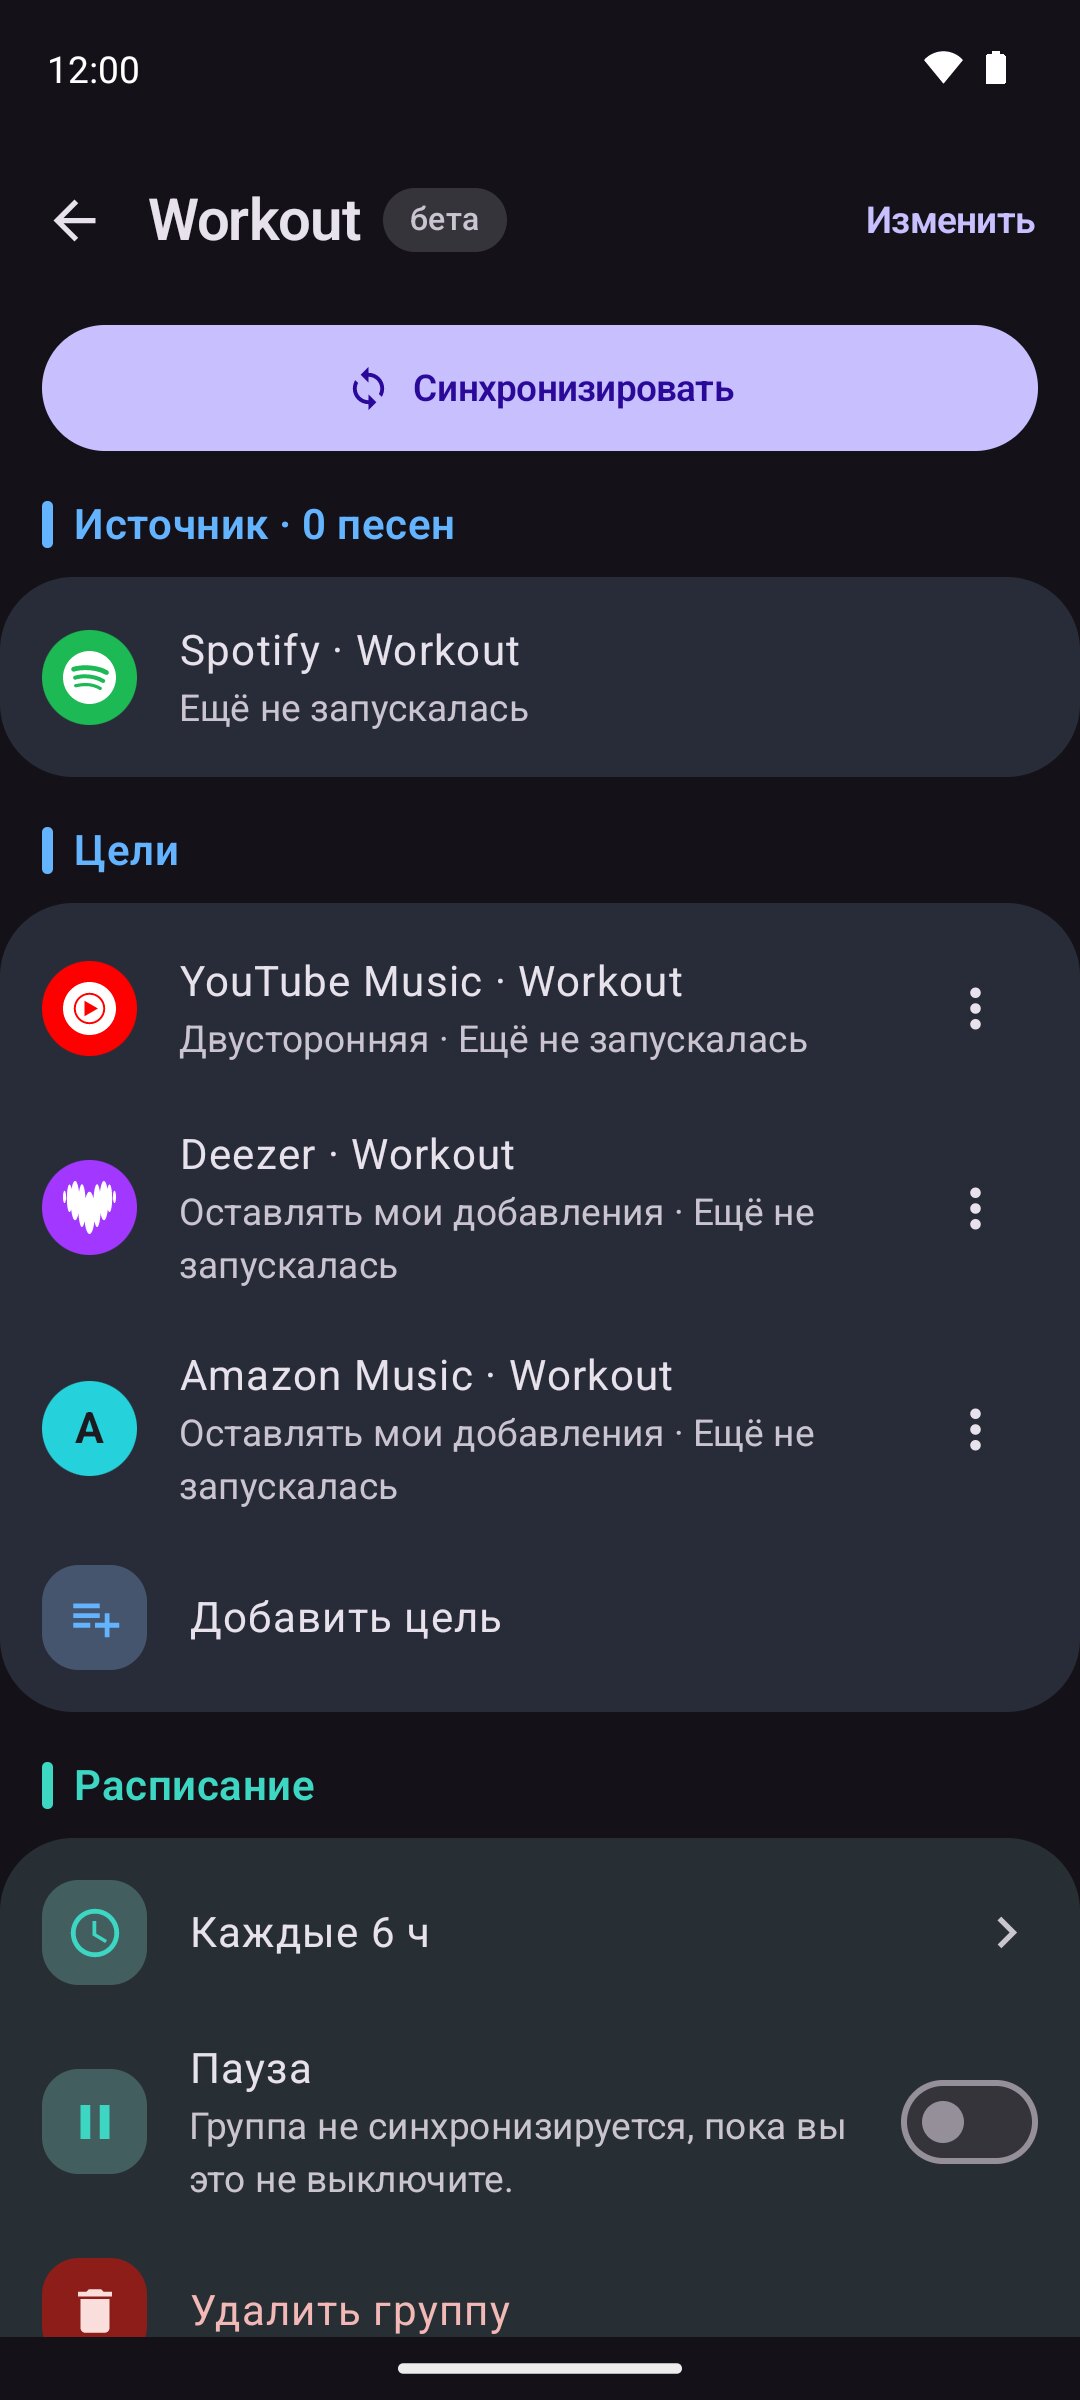 12:00
Workout
бета
Изменить
Синхронизировать
Источник · 0 песен
Spotify · Workout
Ещё не запускалась
Цели
YouTube Music · Workout
Двусторонняя · Ещё не запускалась
Deezer · Workout
Оставлять мои добавления · Ещё не
запускалась
A
Amazon Music · Workout
Оставлять мои добавления · Ещё не
запускалась
Добавить цель
Расписание
Каждые 6 ч
Пауза
Группа не синхронизируется, пока вы
это не выключите.
Удалить группу